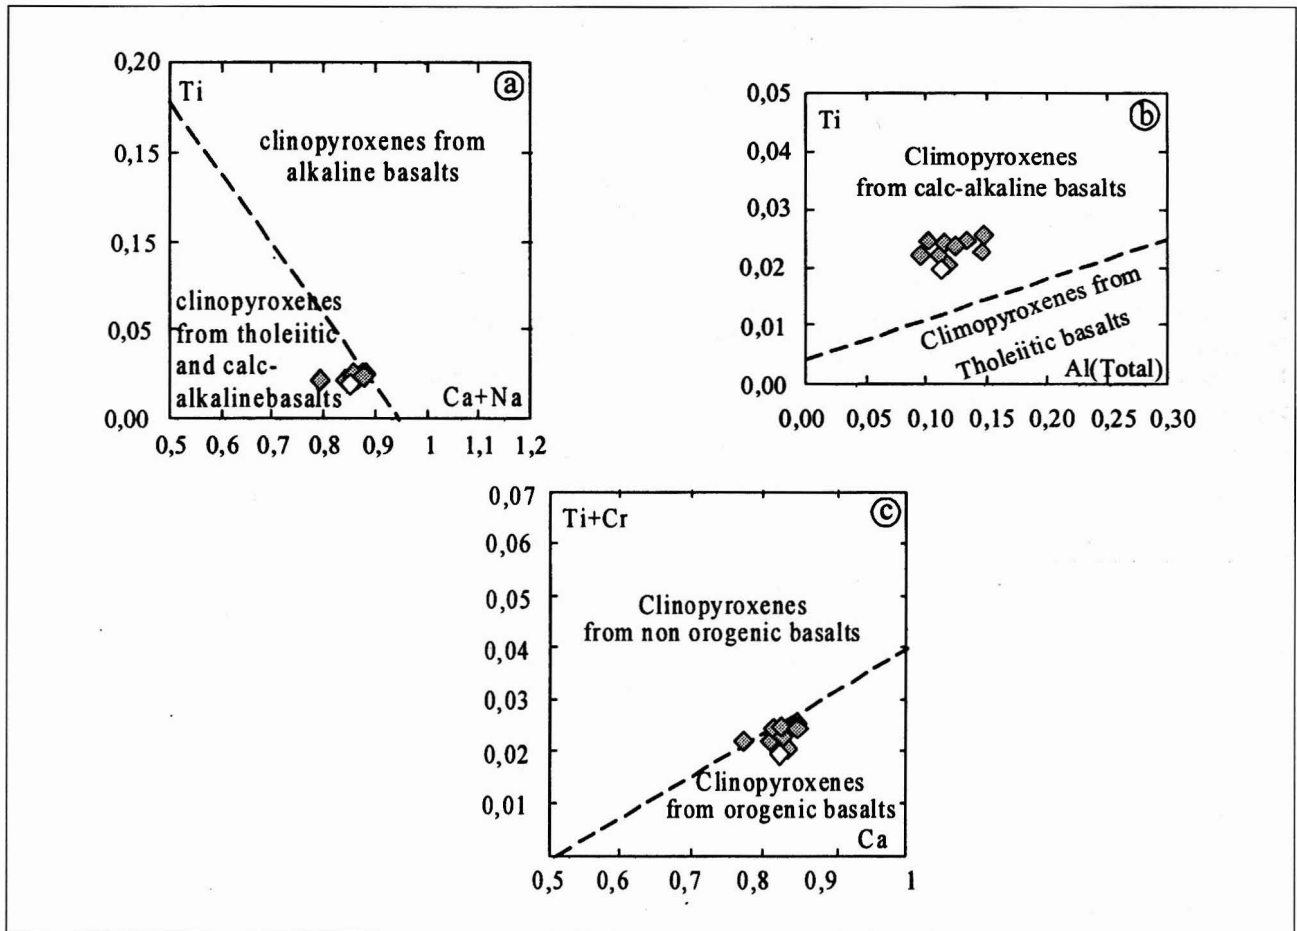 0,20
Ti
a
clinopyroxenes from
alkaline basalts
0,15
0,15
0,05
clinopyroxenes
from tholeiitic
and calc-
alkalinebasalts
Ca+Na
0,00
0,5 0,6 0,8 0,9 1 1,1 1,2
0,05
Ti
b
0,04
Climopyroxenes
from calc-alkaline basalts
0,03
0,02
0,01
Climopyroxenes from
Tholeiitic basalts
Al(Total)
0,00
0,00 0,05 0,10 0,15 0,20 0,25 0,30
0,07
Ti+Cr
c
0,06
0,05
Clinopyroxenes
from non orogenic basalts
0,04
0,03
0,02
Clinopyroxenes
from orogenic basalts
0,01
Ca
0,5 0,6 0,7 0,8 0,9 1